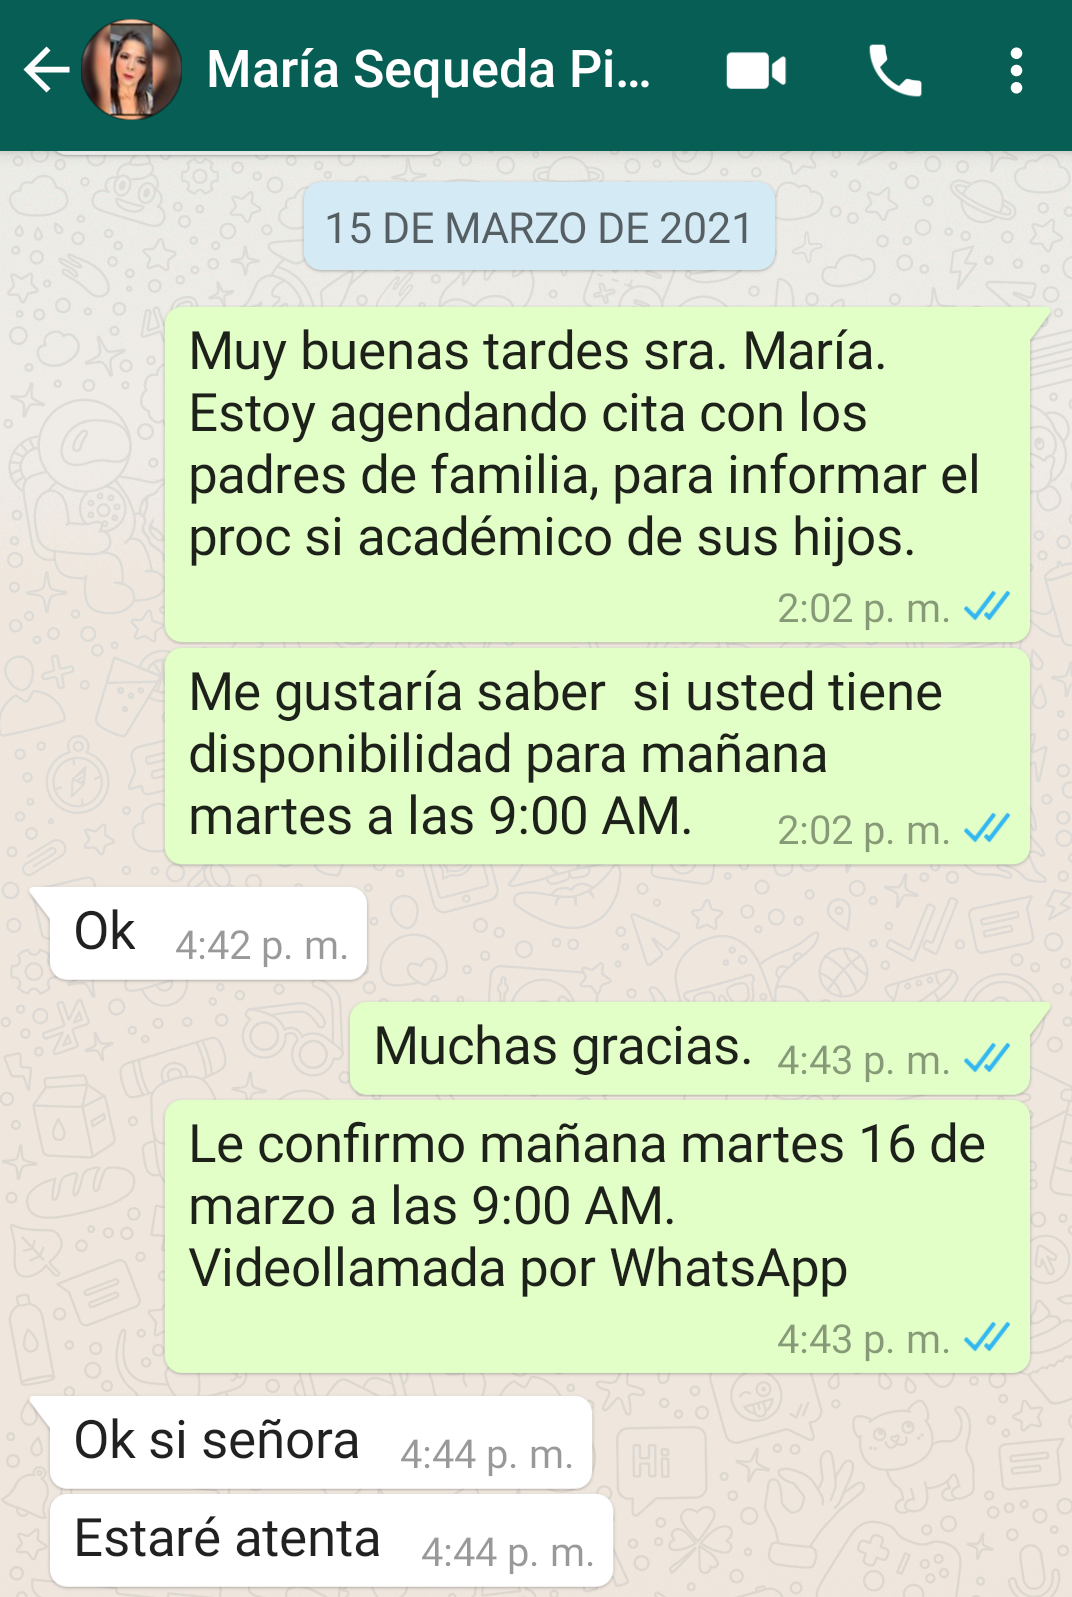 María Sequeda Pi...
15 DE MARZO DE 2021
Muy buenas tardes sra. María.
Estoy agendando cita con los
padres de familia, para informar el
proc si académico de sus hijos.
2:02 p. m.
Me gustaría saber  si usted tiene
disponibilidad para mañana
martes a las 9:00 AM.
2:02 p. m.
Ok 4:42 p. m.
Muchas gracias. 4:43 p. m.
Le confirmo mañana martes 16 de
marzo a las 9:00 AM.
Videollamada por WhatsApp
4:43 p. m.
Ok si señora 4:44 p. m.
Hi
Estaré atenta 4:44 p. m.